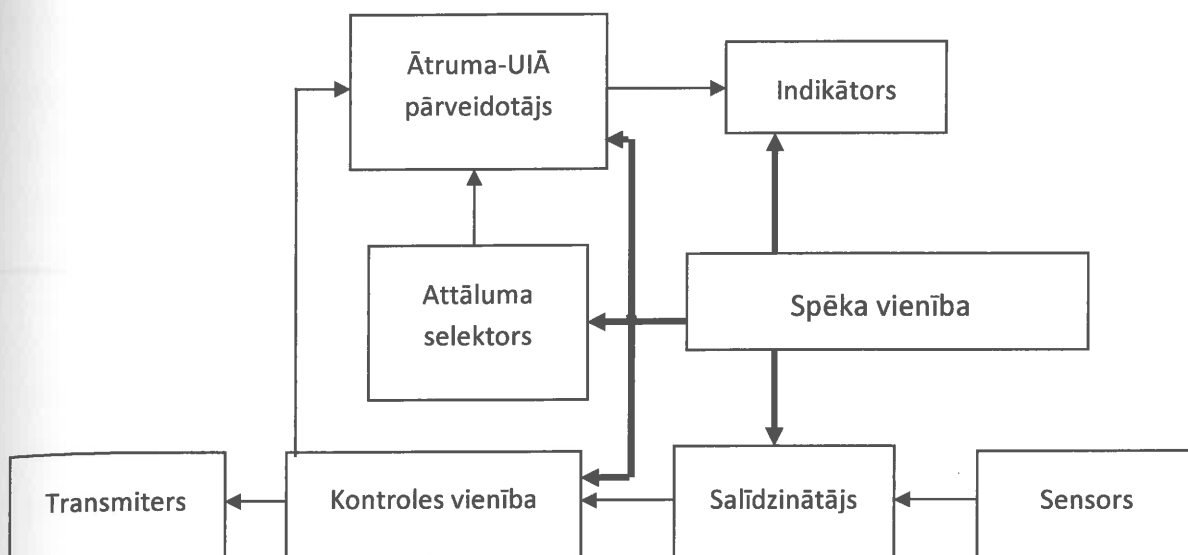 Ātruma-UIĀ
pārveidotājs
Indikātors
Attāluma
selektors
Spēka vienība
Transmiters
Kontroles vienība
Salīdzinātājs
Sensors